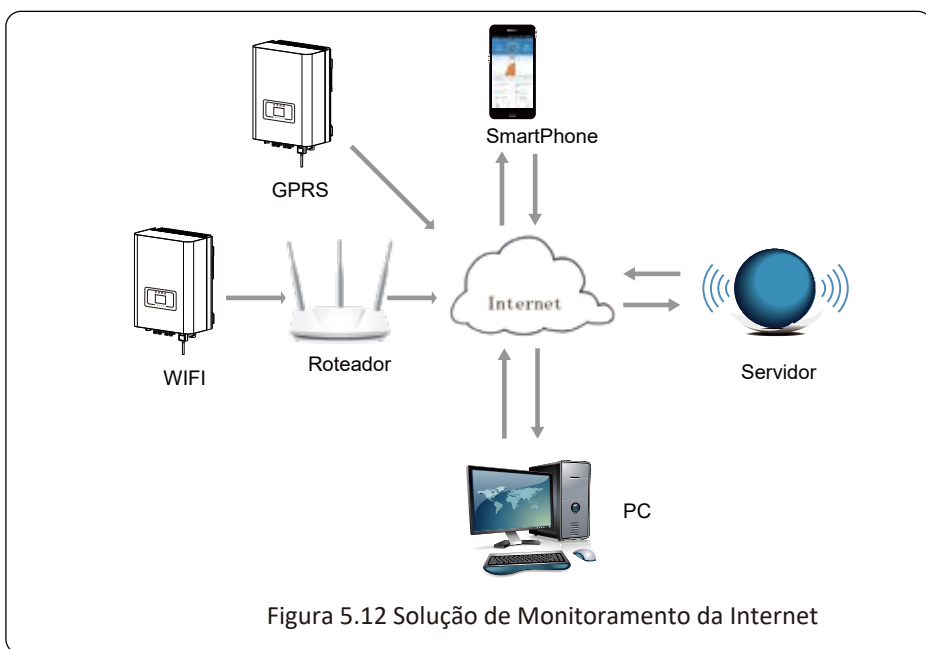 SmartPhone
GPRS
Internet
WIFI
Roteador
Servidor
PC
Figura 5.12 Solução de Monitoramento da Internet